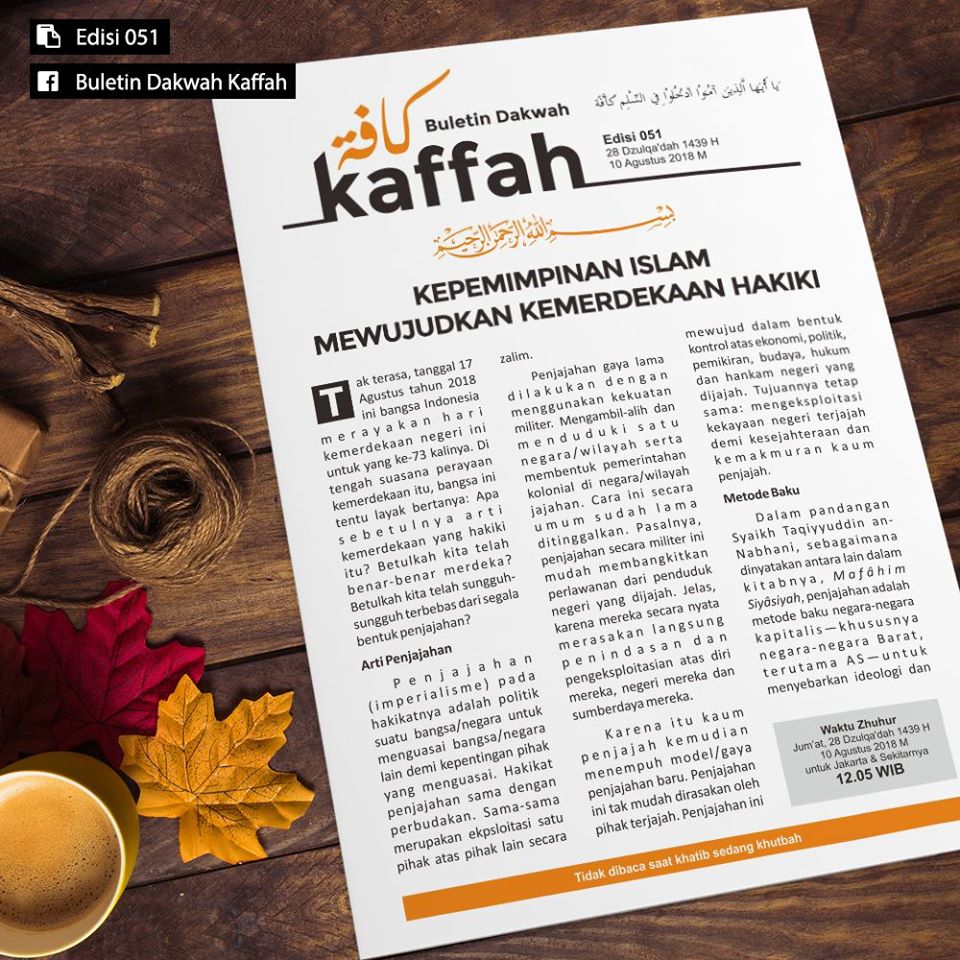 Edisi 051
Buletin Dakwah Kaffah
كافة
Buletin Dakwah
kaffah
يَا أَيُّهَا الَّذِينَ آمَنُوا ادْخُلُوا فِي السِّلْمِ كَافَّةً
Edisi 051
28 Dzulqa'dah 1439 H
10 Agustus 2018 M
بِسْمِ اللهِ الرَّحْمَنِ الرَّحِيْمِ
KEPEMIMPINAN ISLAM
MEWUJUDKAN KEMERDEKAAN HAKIKI
Tak terasa, tanggal 17
Agustus tahun 2018
ini bangsa Indonesia
merayakan hari
kemerdekaan negeri ini
untuk yang ke-73 kalinya. Di
tengah suasana perayaan
kemerdekaan itu, bangsa ini
tentu layak bertanya: Apa
sebetulnya arti
kemerdekaan yang hakiki
itu? Betulkah kita telah
benar-benar merdeka?
Betulkah kita telah sungguh-
sungguh terbebas dari segala
bentuk penjajahan?
Arti Penjajahan
Penjajahan
(imperialisme) pada
hakikatnya adalah politik
suatu bangsa/negara untuk
menguasai bangsa/negara
lain demi kepentingan pihak
yang menguasai. Hakikat
penjajahan sama dengan
perbudakan. Sama-sama
merupakan ekploitasi satu
pihak atas pihak lain secara
zalim.
Penjajahan gaya lama
dilakukan dengan
menggunakan kekuatan
militer. Mengambil-alih dan
menduduki satu
negara/wilayah serta
membentuk pemerintahan
kolonial di negara/wilayah
jajahan. Cara ini secara
umum sudah lama
ditinggalkan. Pasalnya,
penjajahan secara militer ini
mudah membangkitkan
perlawanan dari penduduk
negeri yang dijajah. Jelas,
karena mereka secara nyata
merasakan langsung
penindasan dan
pengeksploitasian atas diri
mereka, negeri mereka dan
sumberdaya mereka.
Karena itu kaum
penjajah kemudian
menempuh model/gaya
penjajahan baru. Penjajahan
ini tak mudah dirasakan oleh
pihak terjajah. Penjajahan ini
mewujud dalam bentuk
kontrol atas ekonomi, politik,
pemikiran, budaya, hukum
dan hankam negeri yang
dijajah. Tujuannya tetap
sama: mengeksploitasi
kekayaan negeri terjajah
demi kesejahteraan dan
kemakmuran kaum
penjajah.
Metode Baku
Dalam pandangan
Syaikh Taqiyyuddin an-
Nabhani, sebagaimana
dinyatakan antara lain dalam
kitabnya, Mafâhim
Siyâsiyah, penjajahan adalah
metode baku negara-negara
kapitalis—khususnya
negara-negara Barat,
terutama AS—untuk
menyebarkan ideologi dan
Waktu Zhuhur
Jum'at, 28 Dzulqa'dah 1439 H
10 Agustus 2018 M
untuk Jakarta & Sekitarnya
12.05 WIB
Tidak dibaca saat khatib sedang khutbah